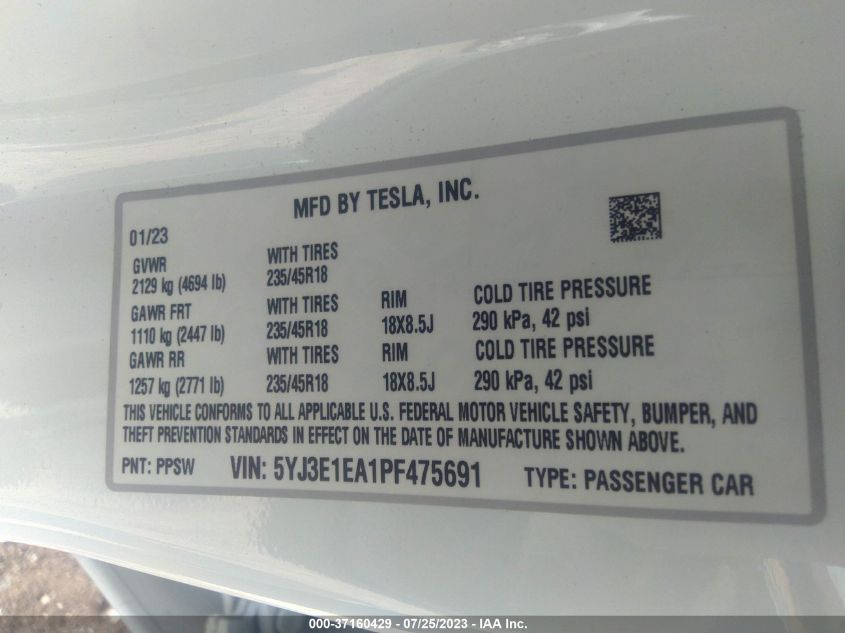 MFD BY TESLA, INC.
01/23
GVWR WITH TIRES
2129 kg (4694 lb) 235/45R18
GAWR FRT WITH TIRES RIM COLD TIRE PRESSURE
1110 kg (2447 lb) 235/45R18 18X8.5J 290 kPa, 42 psi
GAWR RR WITH TIRES RIM COLD TIRE PRESSURE
1257 kg (2771 lb) 235/45R18 18X8.5J 290 kPa, 42 psi
THIS VEHICLE CONFORMS TO ALL APPLICABLE U.S. FEDERAL MOTOR VEHICLE SAFETY, BUMPER, AND
THEFT PREVENTION STANDARDS IN EFFECT ON THE DATE OF MANUFACTURE SHOWN ABOVE.
PNT: PPSW VIN: 5YJ3E1EA1PF475691 TYPE: PASSENGER CAR
000-37160429 - 07/25/2023 - IAA Inc.